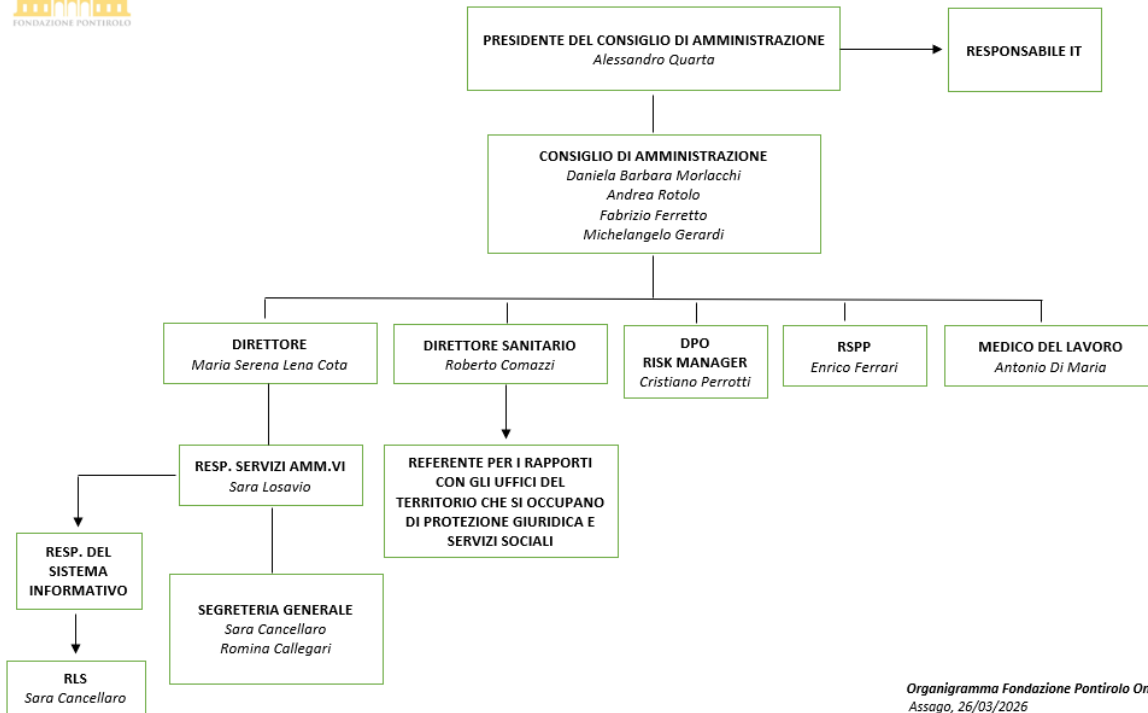 FONDAZIONE PONTIROLO
PRESIDENTE DEL CONSIGLIO DI AMMINISTRAZIONE
Alessandro Quarta
RESPONSABILE IT
CONSIGLIO DI AMMINISTRAZIONE
Daniela Barbara Morlacchi
Andrea Rotolo
Fabrizio Ferretto
Michelangelo Gerardi
DIRETTORE
Maria Serena Lena Cota
DIRETTORE SANITARIO
Roberto Comazzi
DPO
RISK MANAGER
Cristiano Perrotti
RSPP
Enrico Ferrari
MEDICO DEL LAVORO
Antonio Di Maria
RESP. SERVIZI AMM.VI
Sara Losavio
REFERENTE PER I RAPPORTI
CON GLI UFFICI DEL
TERRITORIO CHE SI OCCUPANO
DI PROTEZIONE GIURIDICA E
SERVIZI SOCIALI
RESP. DEL
SISTEMA
INFORMATIVO
SEGRETERIA GENERALE
Sara Cancellaro
Romina Callegari
RLS
Sara Cancellaro
Organigramma Fondazione Pontirolo On
Assago, 26/03/2026